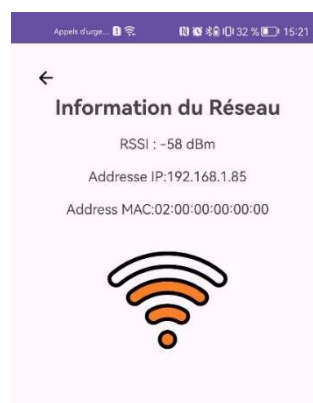 Appels d'urge... 32 % 15:21
Information du Réseau
RSSI : -58 dBm
Addresse IP:192.168.1.85
Address MAC:02:00:00:00:00:00